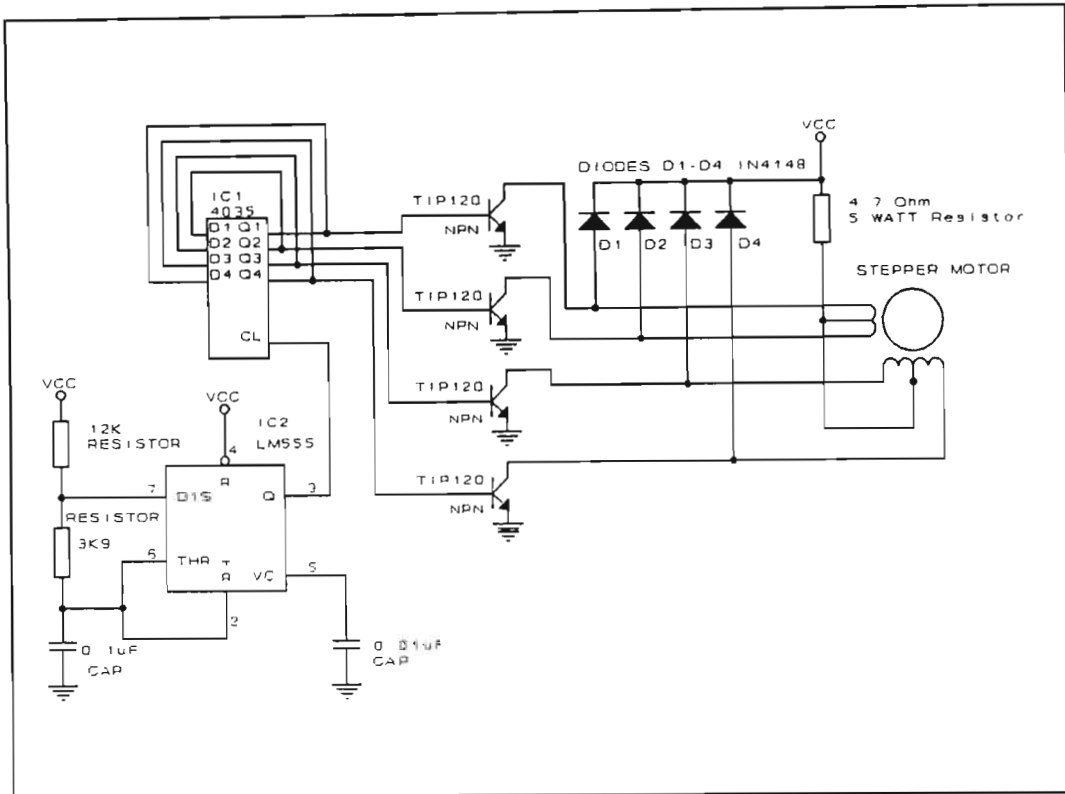 VCC
DIODES D1-D4 IN4148
4 7 Ohm
5 WATT Resistor
D1
D2
D3
D4
STEPPER MOTOR
IC1
4035
D1 Q1
D2 Q2
D3 Q3
D4 Q4
CL
TIP120
NPN
TIP120
NPN
TIP120
NPN
TIP120
NPN
VCC
12K
RESISTOR
VCC
4
IC2
LM555
R
7
DIS
Q
3
RESISTOR
3K9
6
THR
T
R
VC
5
2
0 1uF
CAP
0 01uF
CAP